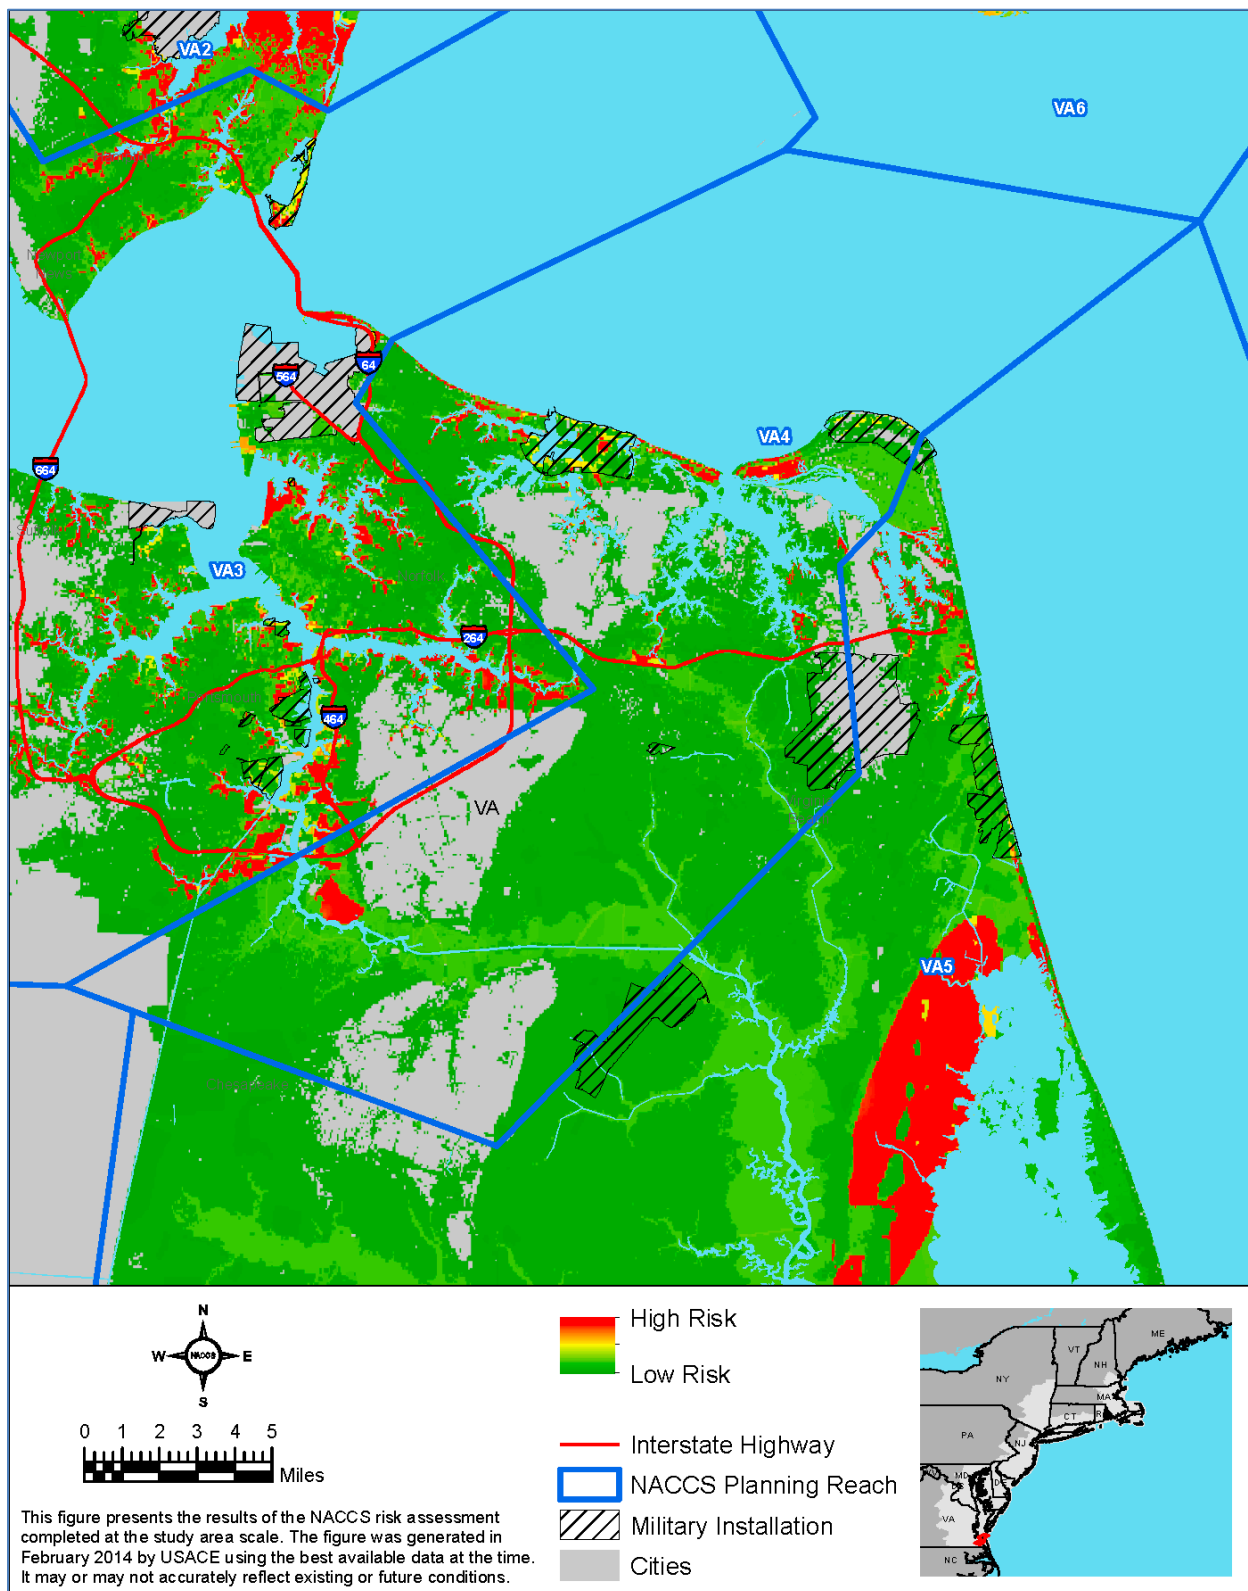 VA2
VA6
64
564
VA4
664
VA3
264
464
VA
VA5
N
W
NACCS
E
S
0 1 2 3 4 5
Miles
This figure presents the results of the NACCS risk assessment
completed at the study area scale. The figure was generated in
February 2014 by USACE using the best available data at the time.
It may or may not accurately reflect existing or future conditions.
High Risk
Low Risk
Interstate Highway
NACCS Planning Reach
Military Installation
Cities
ME
VT
NH
NY
MA
CT
PA
NJ
MD
VA
NC